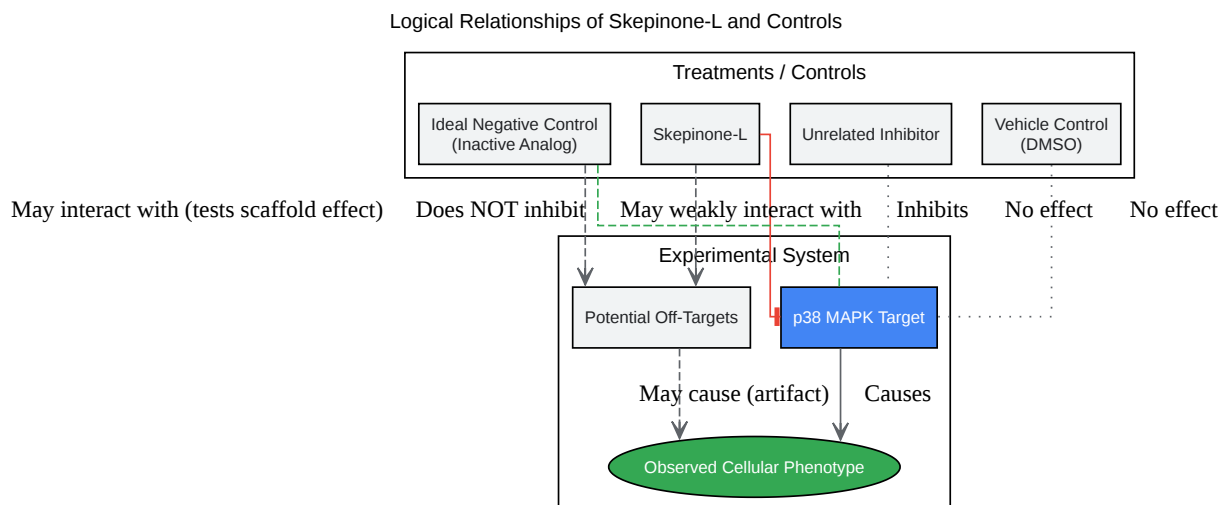 Logical Relationships of Skepinone-L and Controls
Treatments / Controls
Ideal Negative Control
(Inactive Analog)
Skepinone-L
Unrelated Inhibitor
Vehicle Control
(DMSO)
May interact with (tests scaffold effect)
Does NOT inhibit
May weakly interact with
Inhibits
No effect
No effect
Experimental System
Potential Off-Targets
p38 MAPK Target
May cause (artifact)
Causes
Observed Cellular Phenotype